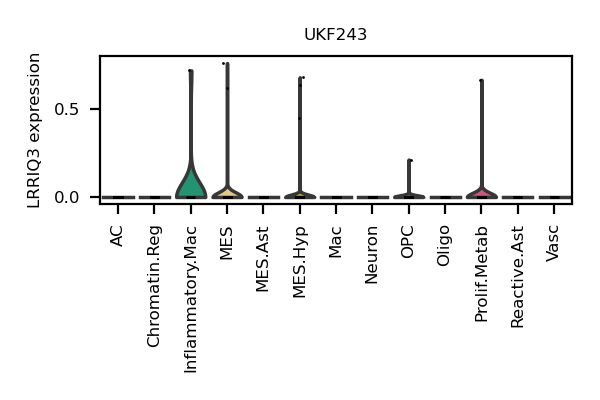 UKF243
LRRIQ3 expression
0.5
0.0
AC
Chromatin.Reg
Inflammatory.Mac
MES
MES.Ast
MES.Hyp
Mac
Neuron
OPC
Oligo
Prolif.Metab
Reactive.Ast
Vasc